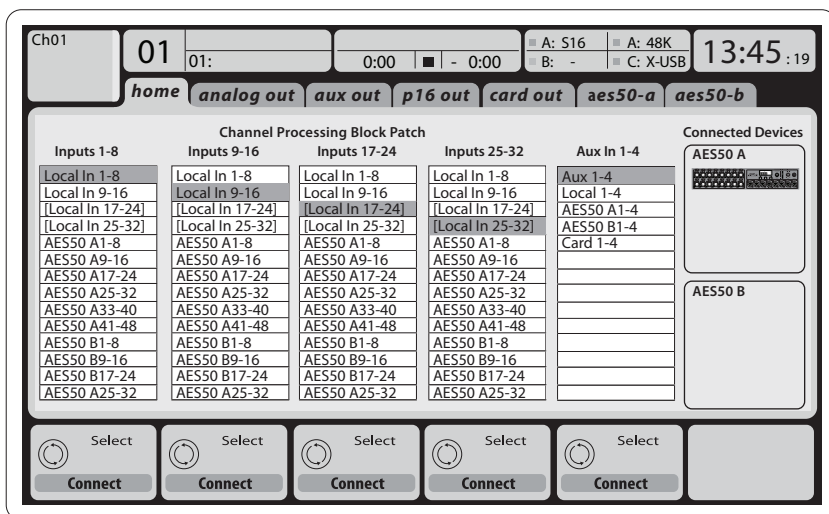 Ch01
01
01:
0:00 - 0:00
A: S16 A: 48K
B: - C: X-USB
13:45 :19
home analog out aux out p16 out card out aes50-a aes50-b
Channel Processing Block Patch
Connected Devices
Inputs 1-8 Inputs 9-16 Inputs 17-24 Inputs 25-32 Aux In 1-4
AES50 A
Local In 1-8 Local In 1-8 Local In 1-8 Local In 1-8 Aux 1-4
Local In 9-16 Local In 9-16 Local In 9-16 Local In 9-16 Local 1-4
[Local In 17-24] [Local In 17-24] [Local In 17-24] [Local In 17-24] AES50 A1-4
[Local In 25-32] [Local In 25-32] [Local In 25-32] [Local In 25-32] AES50 B1-4
AES50 A1-8 AES50 A1-8 AES50 A1-8 AES50 A1-8 Card 1-4
AES50 A9-16 AES50 A9-16 AES50 A9-16 AES50 A9-16
AES50 A17-24 AES50 A17-24 AES50 A17-24 AES50 A17-24
AES50 A25-32 AES50 A25-32 AES50 A25-32 AES50 A25-32
AES50 B
AES50 A33-40 AES50 A33-40 AES50 A33-40 AES50 A33-40
AES50 A41-48 AES50 A41-48 AES50 A41-48 AES50 A41-48
AES50 B1-8 AES50 B1-8 AES50 B1-8 AES50 B1-8
AES50 B9-16 AES50 B9-16 AES50 B9-16 AES50 B9-16
AES50 B17-24 AES50 B17-24 AES50 B17-24 AES50 B17-24
AES50 A25-32 AES50 A25-32 AES50 A25-32 AES50 A25-32
Select Select Select Select Select
Connect Connect Connect Connect Connect